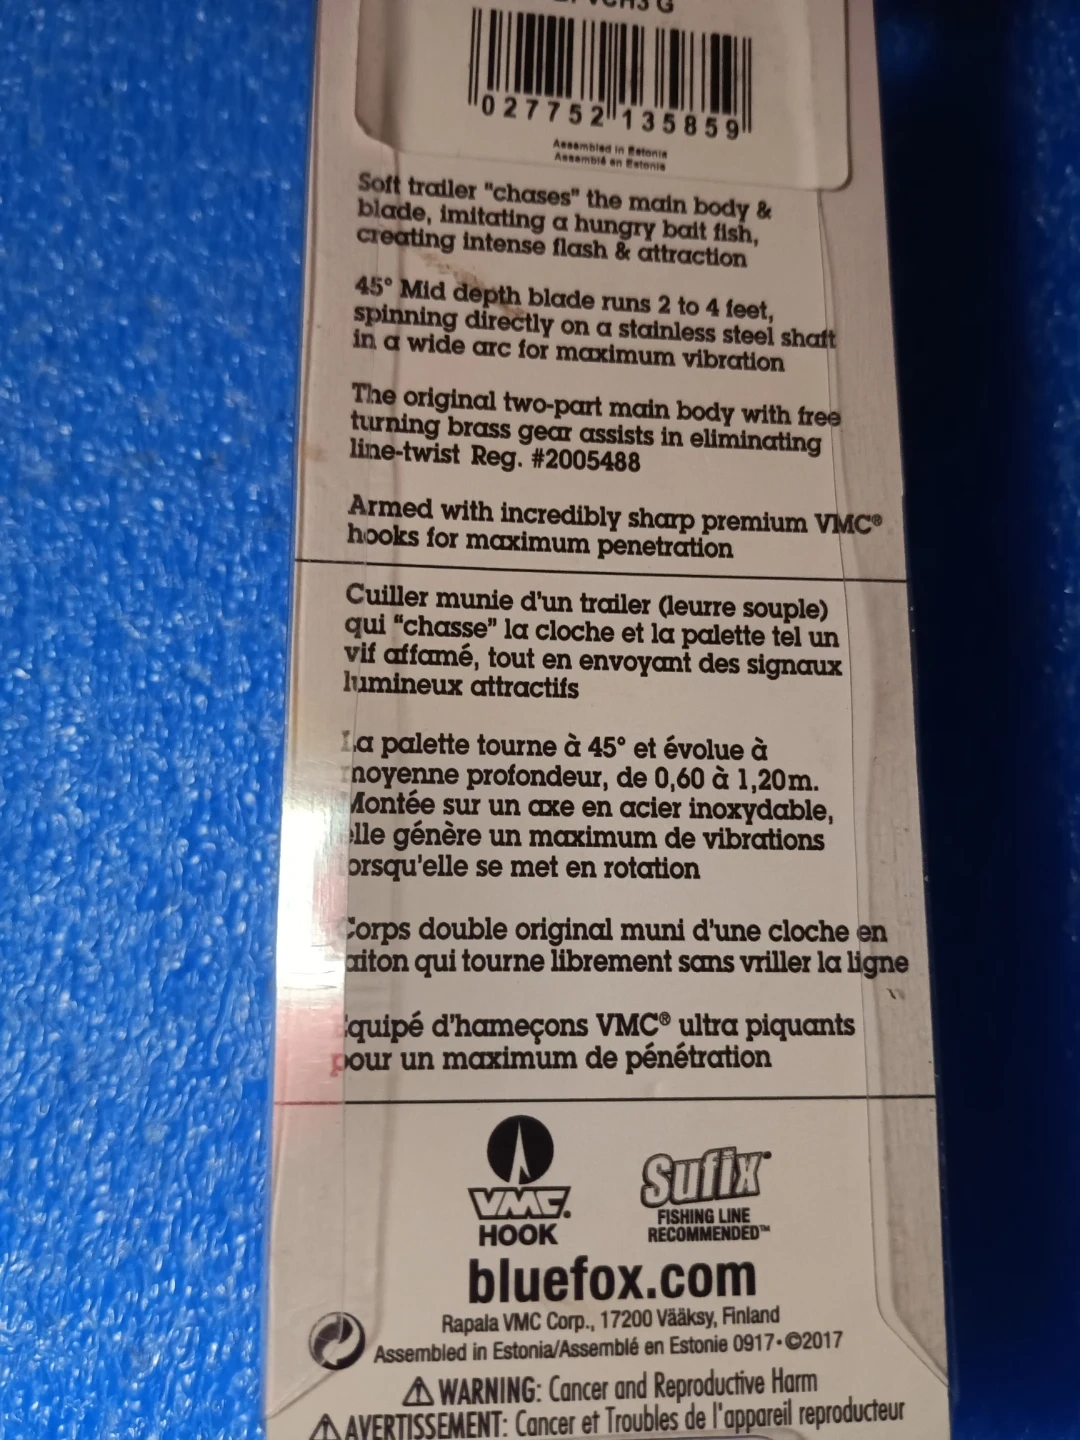 027752 135859
Assembled in Estonia
Assemblé en Estonie
Soft trailer "chases" the main body &
blade, imitating a hungry bait fish,
creating intense flash & attraction
45° Mid depth blade runs 2 to 4 feet,
spinning directly on a stainless steel shaft
in a wide arc for maximum vibration
The original two-part main body with free
turning brass gear assists in eliminating
line-twist Reg. #2005488
Armed with incredibly sharp premium VMC®
hooks for maximum penetration
Cuiller munie d'un trailer (leurre souple)
qui "chasse" la cloche et la palette tel un
vif affamé, tout en envoyant des signaux
lumineux attractifs
La palette tourne à 45° et évolue à
moyenne profondeur, de 0,60 à 1,20m.
Montée sur un axe en acier inoxydable,
elle génère un maximum de vibrations
lorsqu'elle se met en rotation
Corps double original muni d'une cloche en
laiton qui tourne librement sans vriller la ligne
Équipé d'hameçons VMC® ultra piquants
pour un maximum de pénétration
VMC.
HOOK
Sufix
FISHING LINE
RECOMMENDED™
bluefox.com
Rapala VMC Corp., 17200 Vääksy, Finland
Assembled in Estonia/Assemblé en Estonie 0917•©2017
⚠ WARNING: Cancer and Reproductive Harm
⚠ AVERTISSEMENT: Cancer et Troubles de l'appareil reproducteur